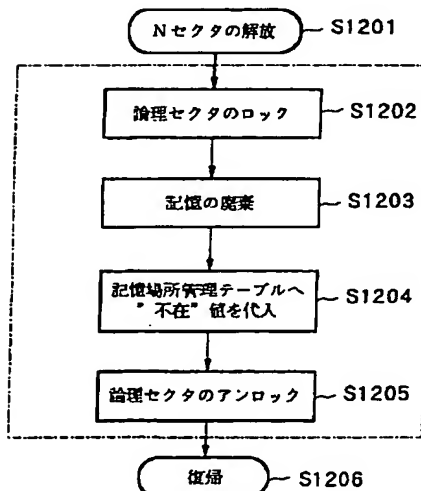 Nセクタの解放
S1201
論理セクタのロック
S1202
記憶の廃棄
S1203
記憶場所管理テーブルへ
"不在"値を代入
S1204
論理セクタのアンロック
S1205
復帰
S1206